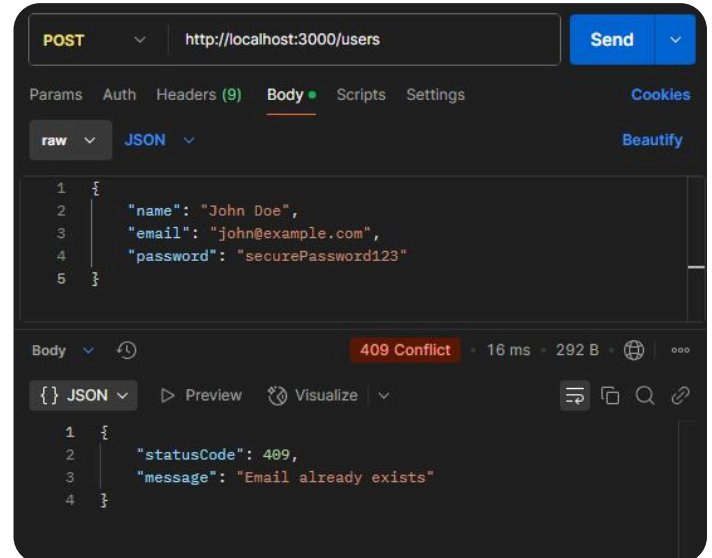 POST http://localhost:3000/users Send
Params Auth Headers (9) Body Scripts Settings Cookies
raw JSON Beautify
1 {
2 "name": "John Doe",
3 "email": "john@example.com",
4 "password": "securePassword123"
5 }
Body 409 Conflict 16 ms 292 B
{} JSON Preview Visualize
1 {
2 "statusCode": 409,
3 "message": "Email already exists"
4 }